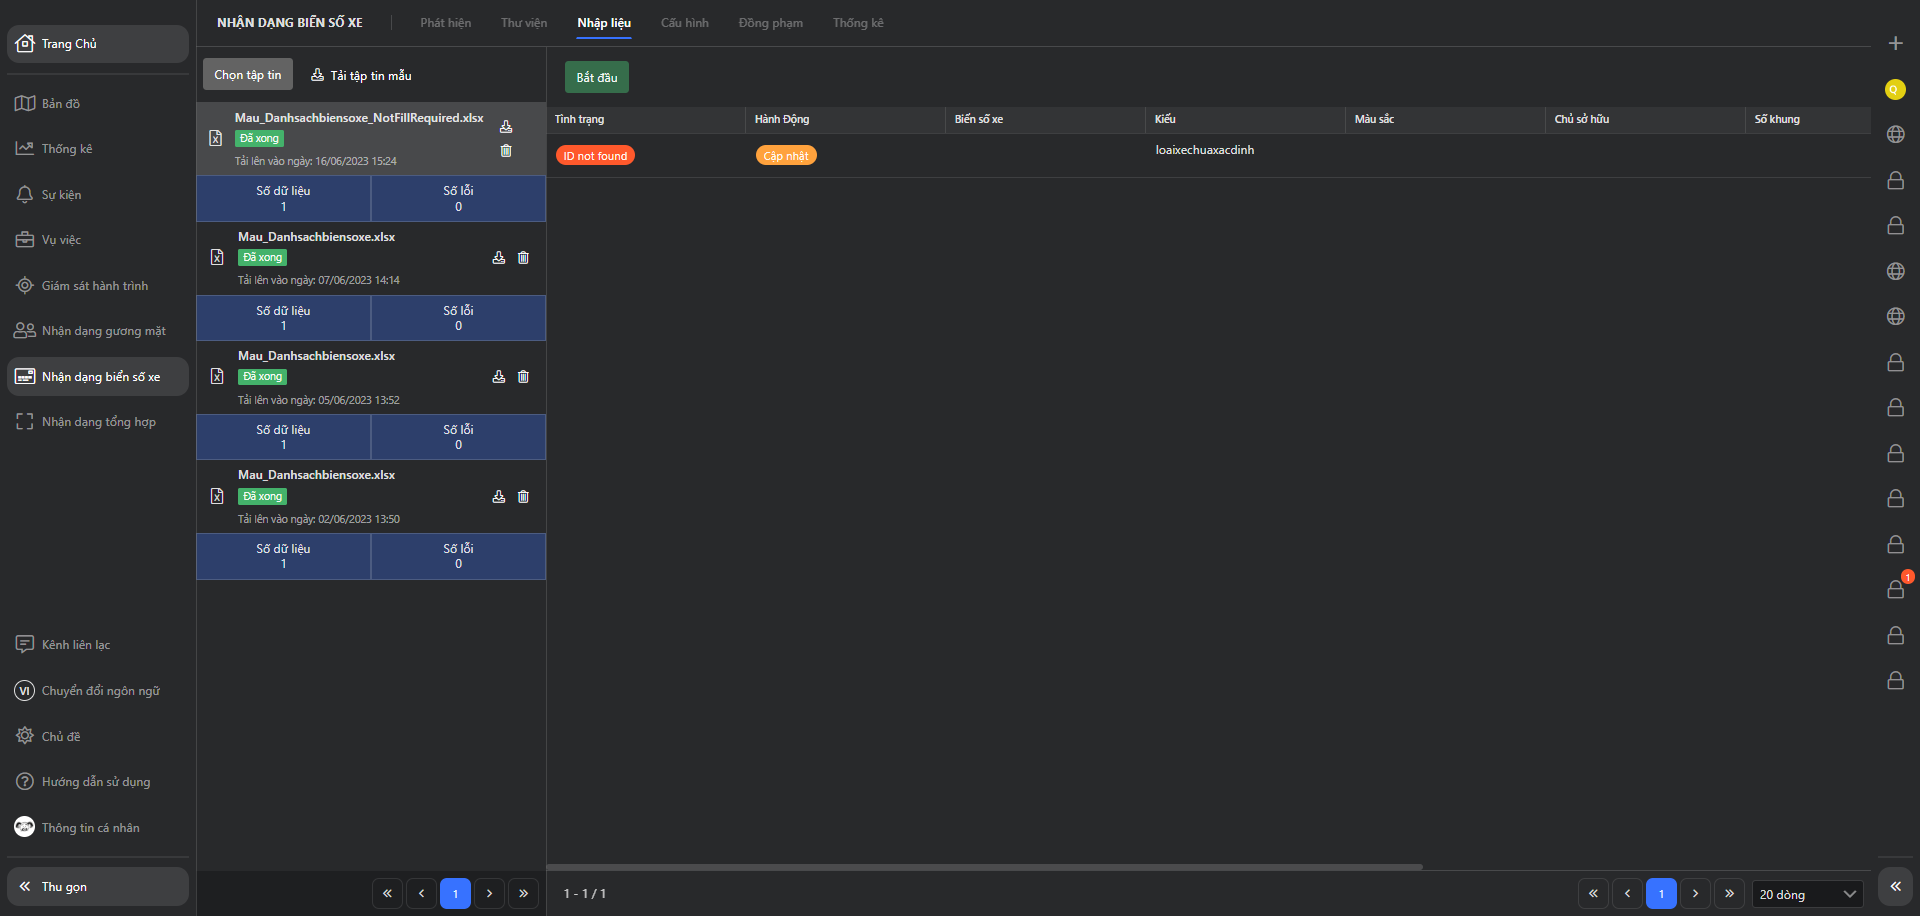 Trang Chủ
Bản đồ
Thống kê
Sự kiện
Vụ việc
Giám sát hành trình
Nhận dạng gương mặt
Nhận dạng biển số xe
Nhận dạng tổng hợp
Kênh liên lạc
VI Chuyển đổi ngôn ngữ
Chủ đề
Hướng dẫn sử dụng
Thông tin cá nhân
Thu gọn
NHẬN DẠNG BIỂN SỐ XE
Phát hiện
Thư viện
Nhập liệu
Cấu hình
Đồng phạm
Thống kê
Chọn tập tin
Tải tập tin mẫu
Mau_Danhsachbiensoxe_NotFillRequired.xlsx
Đã xong
Tải lên vào ngày: 16/06/2023 15:24
Số dữ liệu
1
Số lỗi
0
Mau_Danhsachbiensoxe.xlsx
Đã xong
Tải lên vào ngày: 07/06/2023 14:14
Số dữ liệu
1
Số lỗi
0
Mau_Danhsachbiensoxe.xlsx
Đã xong
Tải lên vào ngày: 05/06/2023 13:52
Số dữ liệu
1
Số lỗi
0
Mau_Danhsachbiensoxe.xlsx
Đã xong
Tải lên vào ngày: 02/06/2023 13:50
Số dữ liệu
1
Số lỗi
0
1
Bắt đầu
Tình trạng
Hành Động
Biển số xe
Kiểu
Màu sắc
Chủ sở hữu
Số khung
ID not found
Cập nhật
loaixechuaxacdinh
1 - 1 / 1
1
20 dòng
Q
1